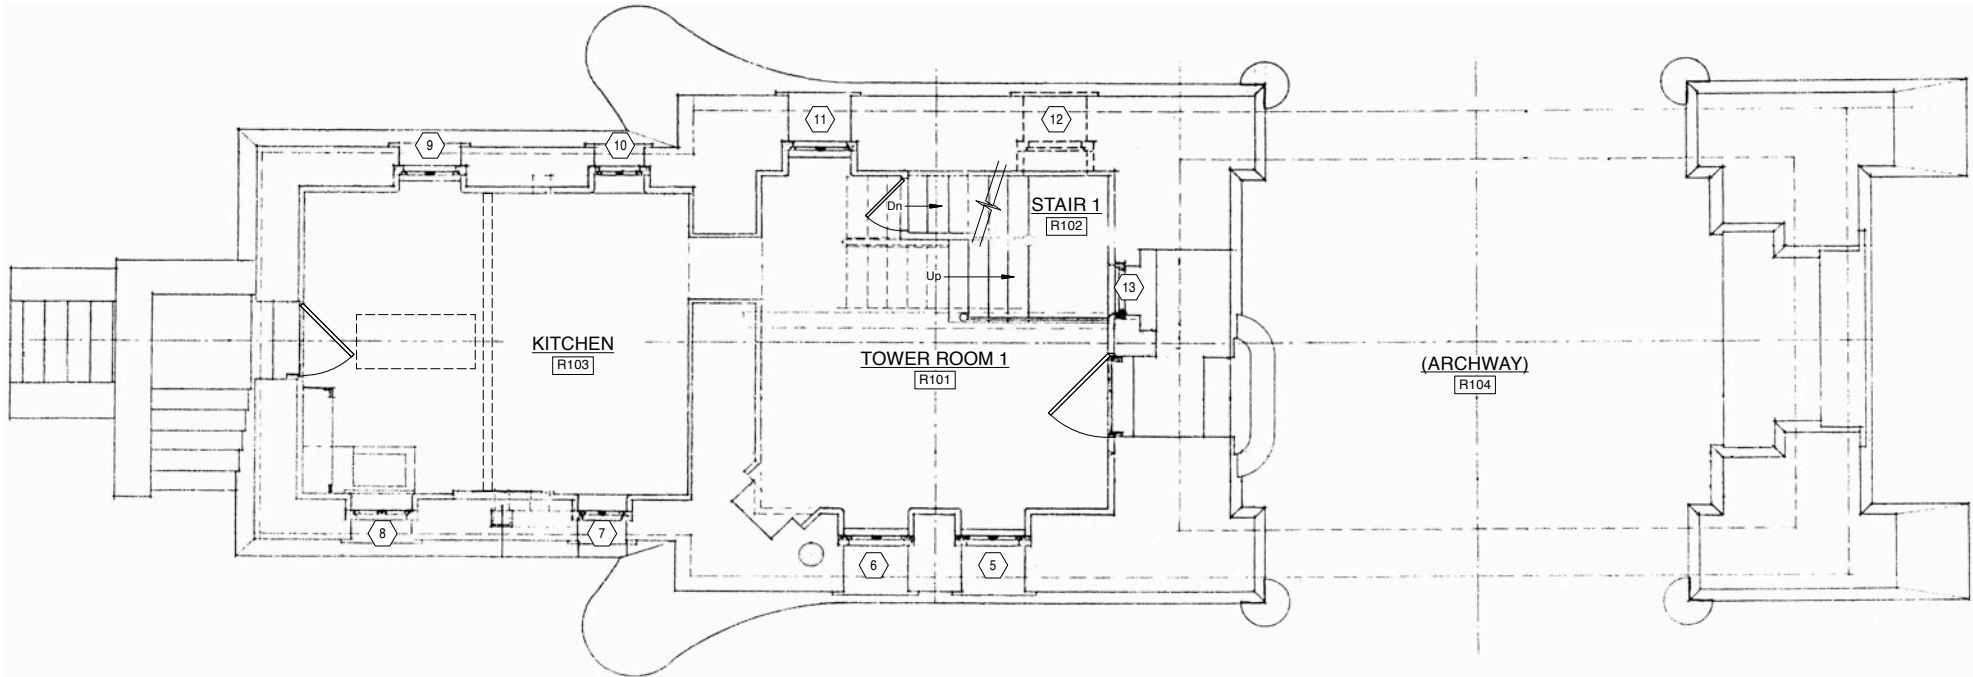 11
12
9
10
Dn
STAIR 1
R102
Up
13
KITCHEN
R103
TOWER ROOM 1
R101
(ARCHWAY)
R104
8
7
6
5